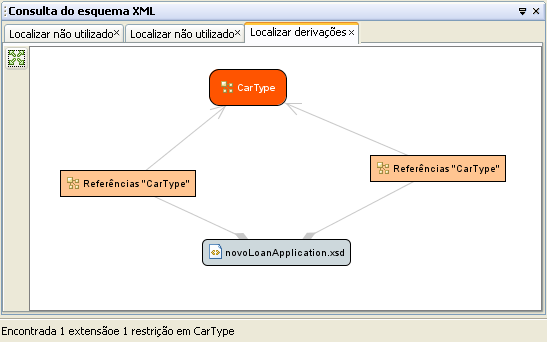 Consulta do esquema XML
Localizar não utilizado Localizar não utilizado Localizar derivações
CarType
Referências "CarType"
Referências "CarType"
novoLoanApplication.xsd
Encontrada 1 extensãoe 1 restrição em CarType